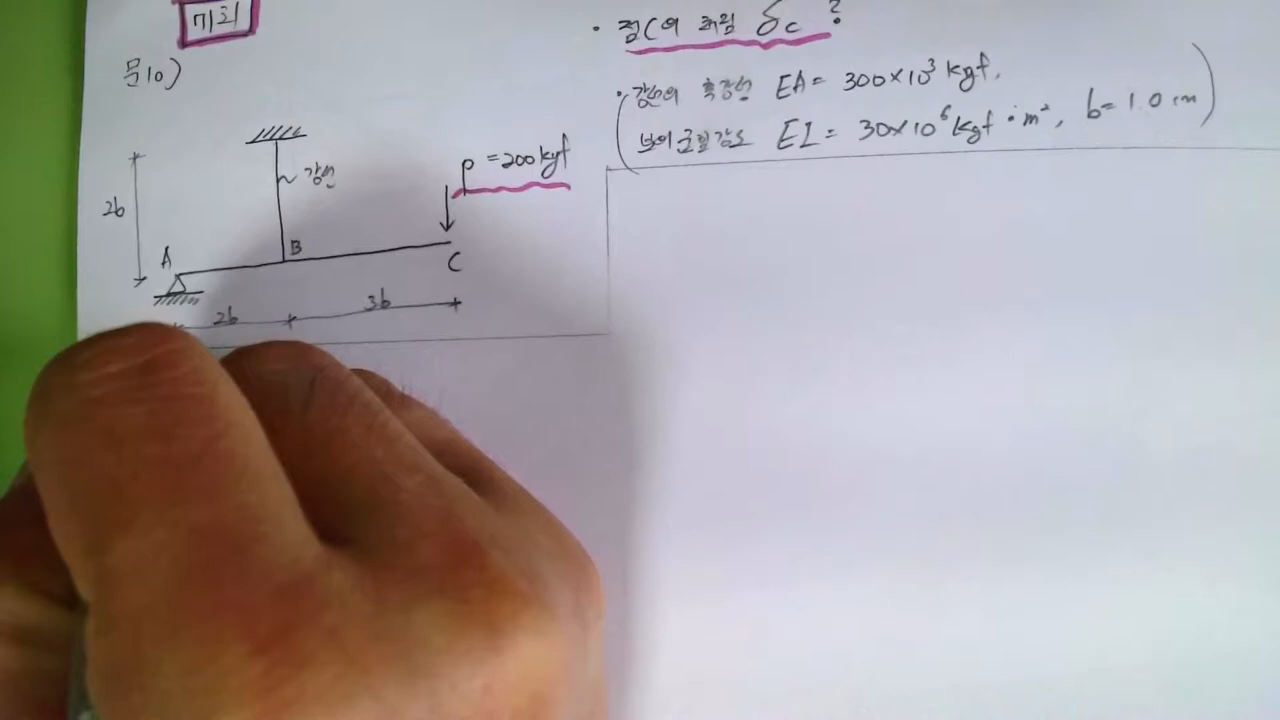 기회
문10)
· 점C의 처짐 δc ?
· 강선의 축강성 EA = 300×10³ kgf,
보의 굽힘강도 EI = 30×10⁶ kgf·m², b = 1.0 cm
P = 200kgf
강선
2b
A
B
C
2b
3b